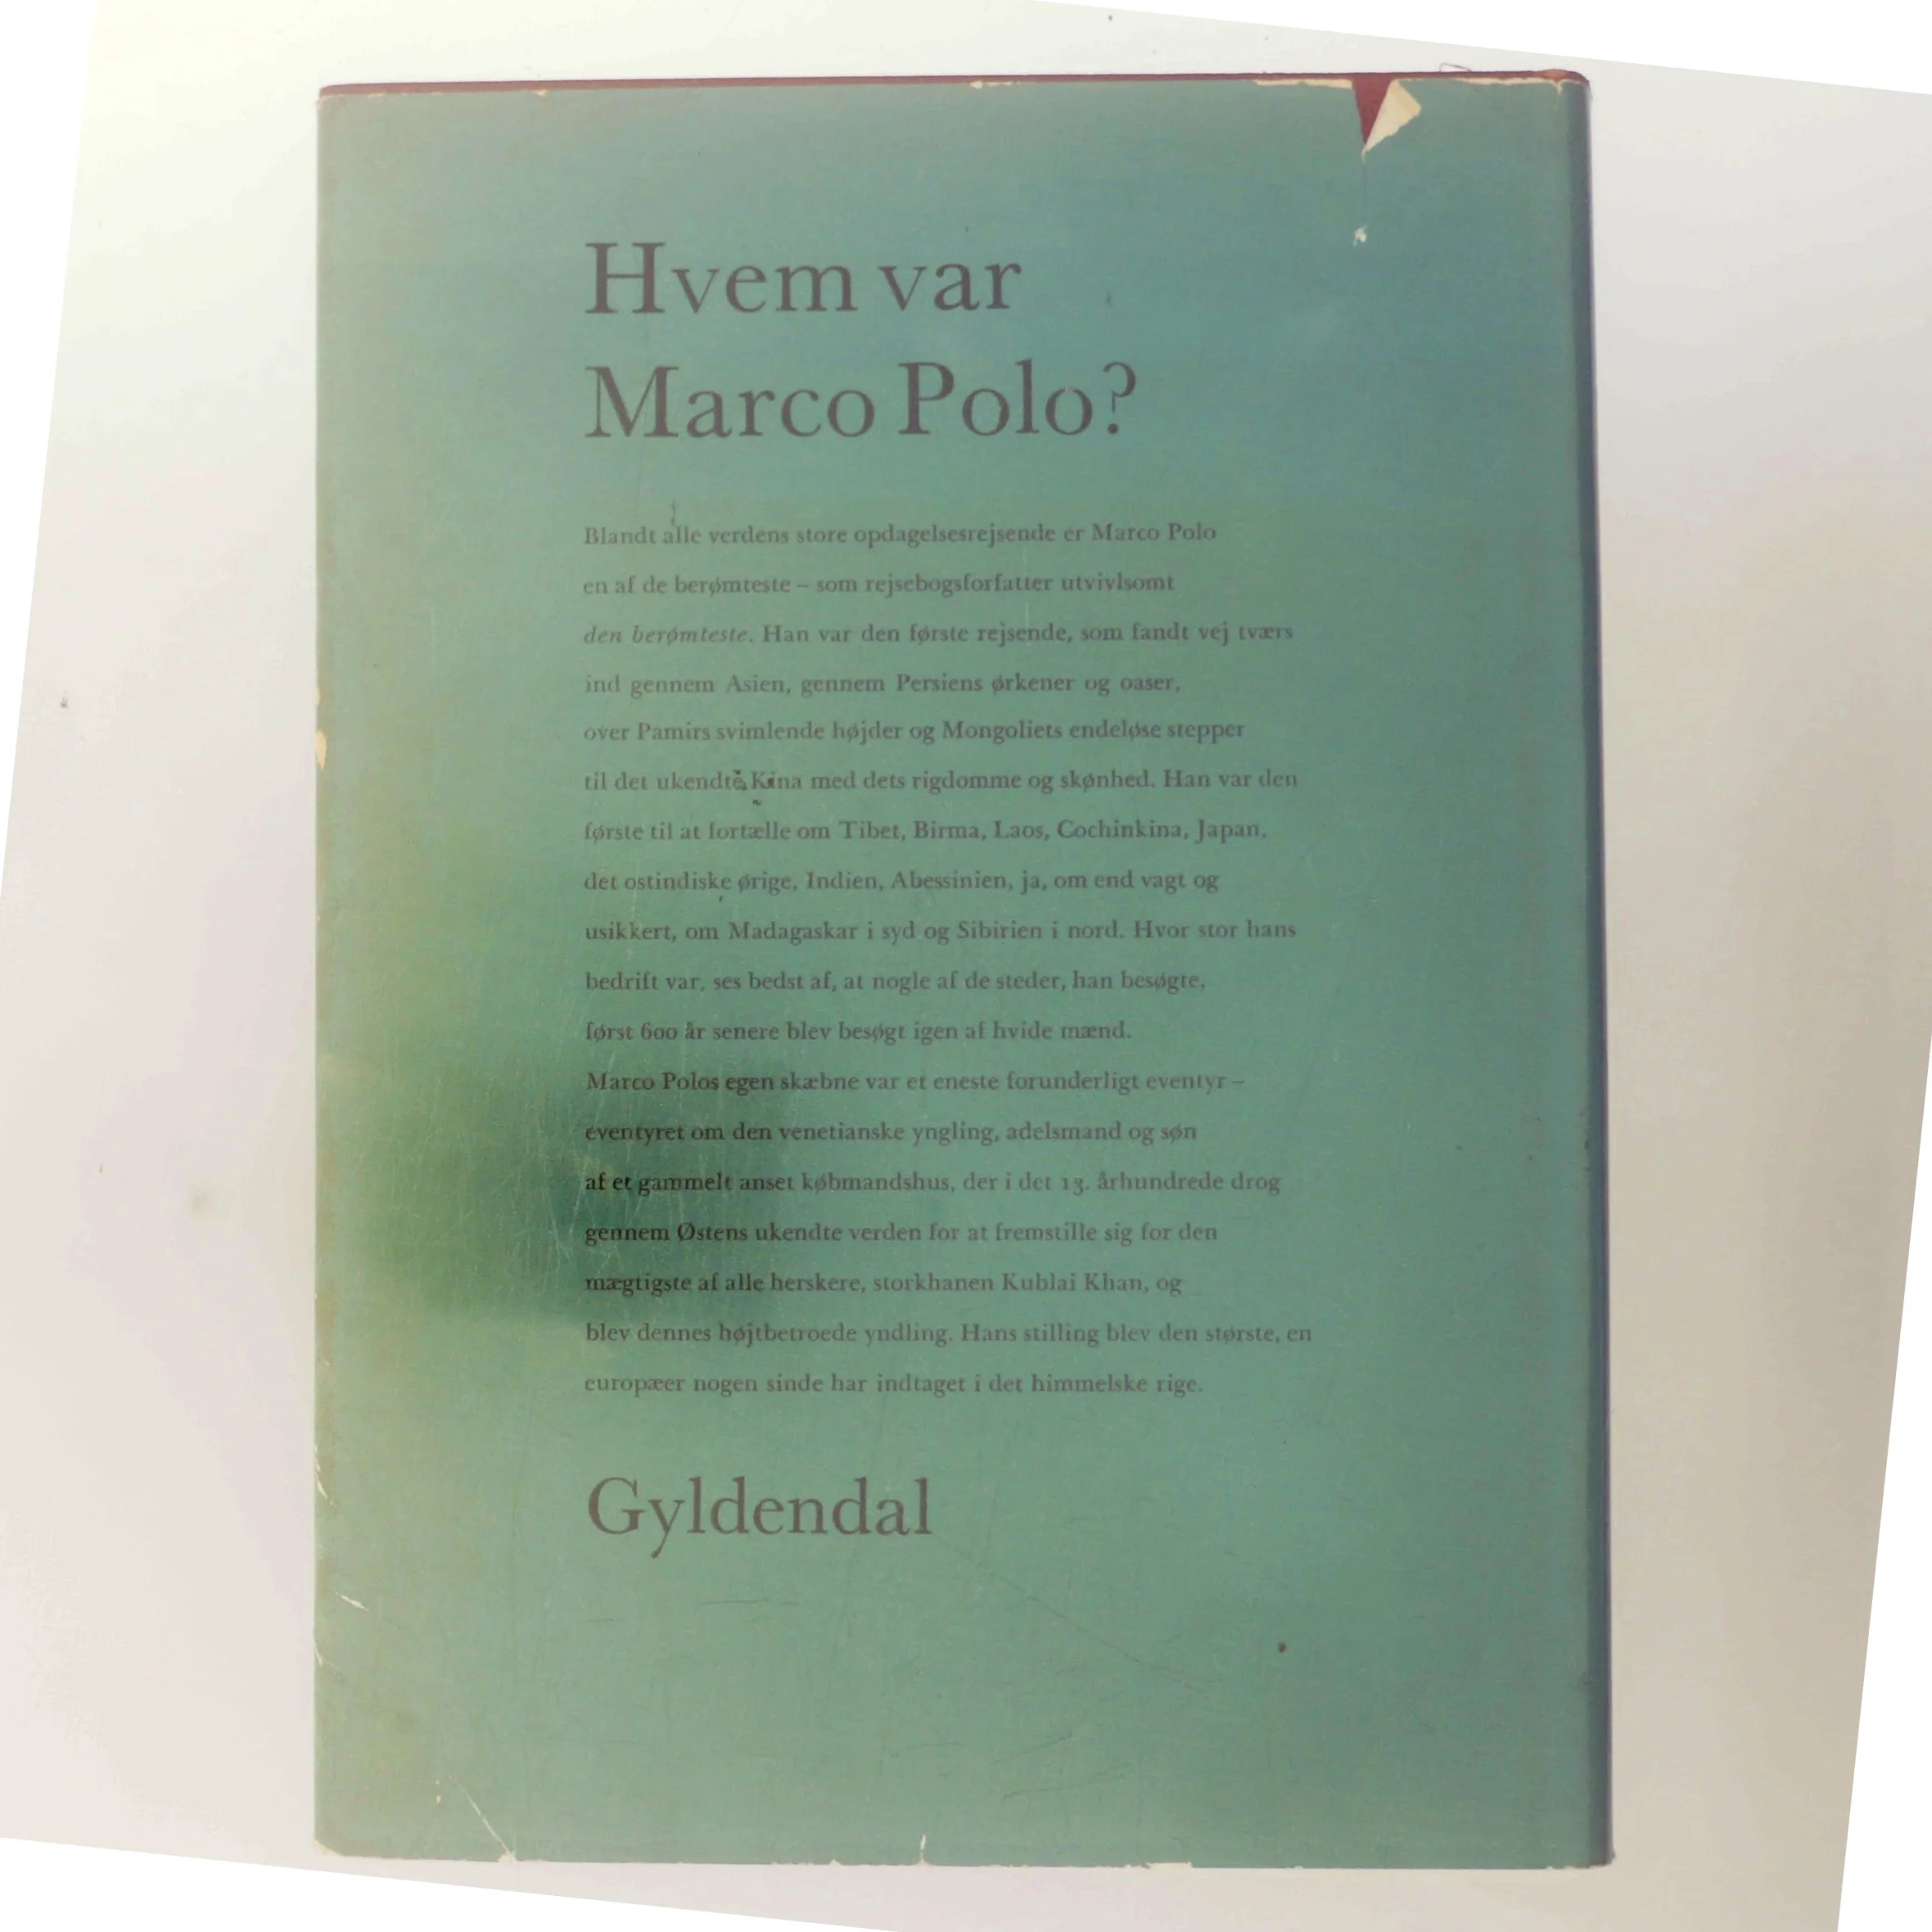 Hvem var
Marco Polo?
Blandt alle verdens store opdagelsesrejsende er Marco Polo
en af de berømteste – som rejsebogsforfatter utvivlsomt
den berømteste. Han var den første rejsende, som fandt vej tværs
ind gennem Asien, gennem Persiens ørkener og oaser,
over Pamirs svimlende højder og Mongoliets endeløse stepper
til det ukendte Kina med dets rigdomme og skønhed. Han var den
første til at fortælle om Tibet, Birma, Laos, Cochinkina, Japan,
det ostindiske ørige, Indien, Abessinien, ja, om end vagt og
usikkert, om Madagaskar i syd og Sibirien i nord. Hvor stor hans
bedrift var, ses bedst af, at nogle af de steder, han besøgte,
først 600 år senere blev besøgt igen af hvide mænd.
Marco Polos egen skæbne var et eneste forunderligt eventyr –
eventyret om den venetianske yngling, adelsmand og søn
af et gammelt anset købmandshus, der i det 13. århundrede drog
gennem Østens ukendte verden for at fremstille sig for den
mægtigste af alle herskere, storkhanen Kublai Khan, og
blev dennes højtbetroede yndling. Hans stilling blev den største, en
europæer nogen sinde har indtaget i det himmelske rige.
Gyldendal